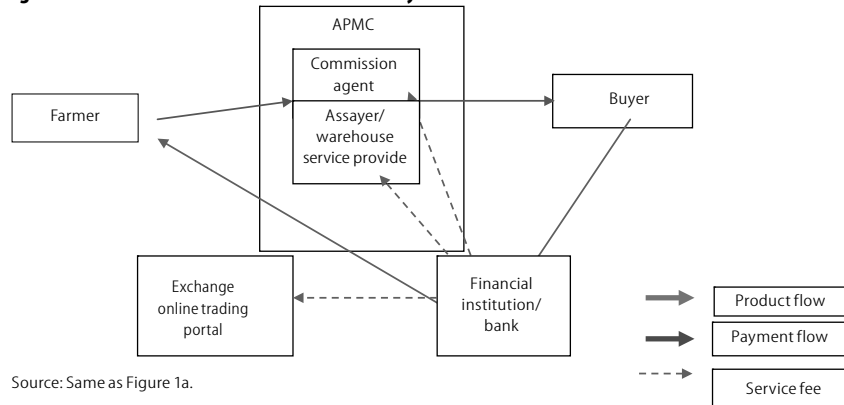 APMC
Commission
agent
Farmer
Buyer
Assayer/
warehouse
service provide
Exchange
online trading
portal
Financial
institution/
bank
Product flow
Payment flow
Service fee
Source: Same as Figure 1a.